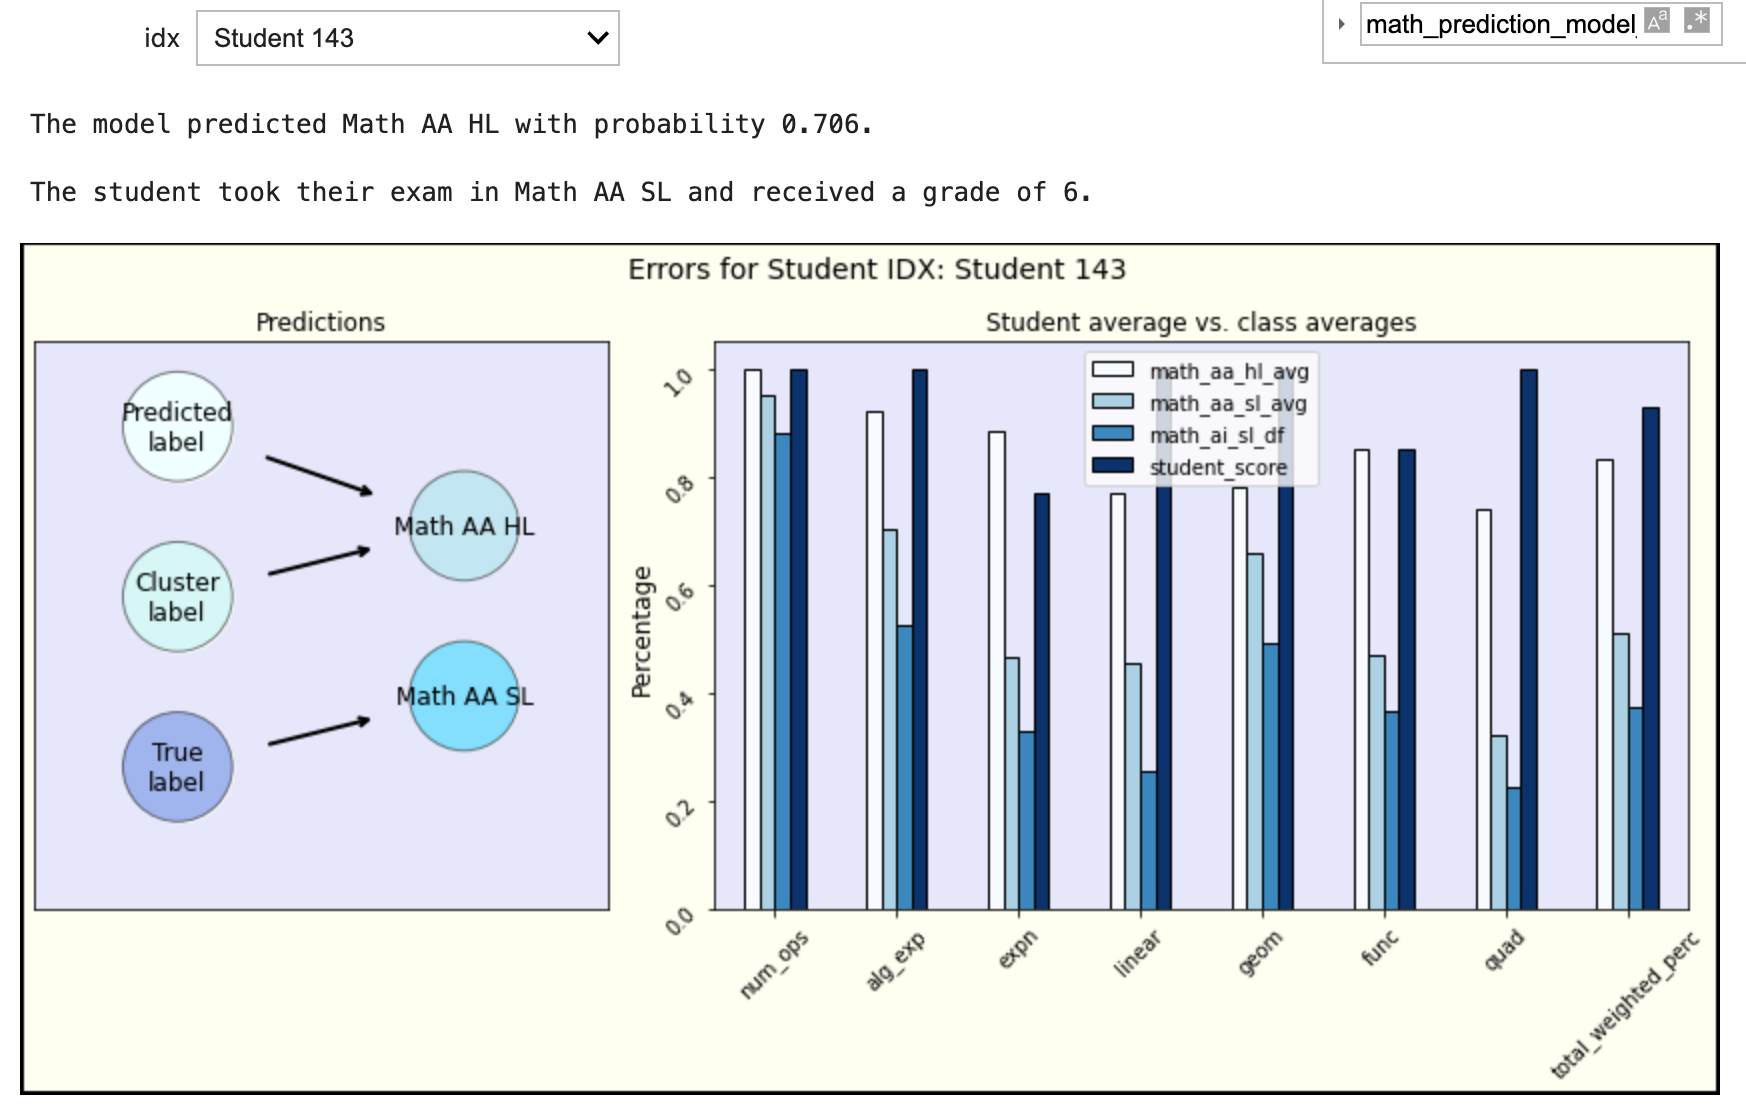 idx
Student 143
math_prediction_model
Aa
.*
The model predicted Math AA HL with probability 0.706.
The student took their exam in Math AA SL and received a grade of 6.
Errors for Student IDX: Student 143
Predictions
Predicted
label
Cluster
label
True
label
Math AA HL
Math AA SL
Student average vs. class averages
math_aa_hl_avg
math_aa_sl_avg
math_ai_sl_df
student_score
Percentage
1.0
0.8
0.6
0.4
0.2
0.0
num_ops
alg_exp
expn
linear
geom
func
quad
total_weighted_perc